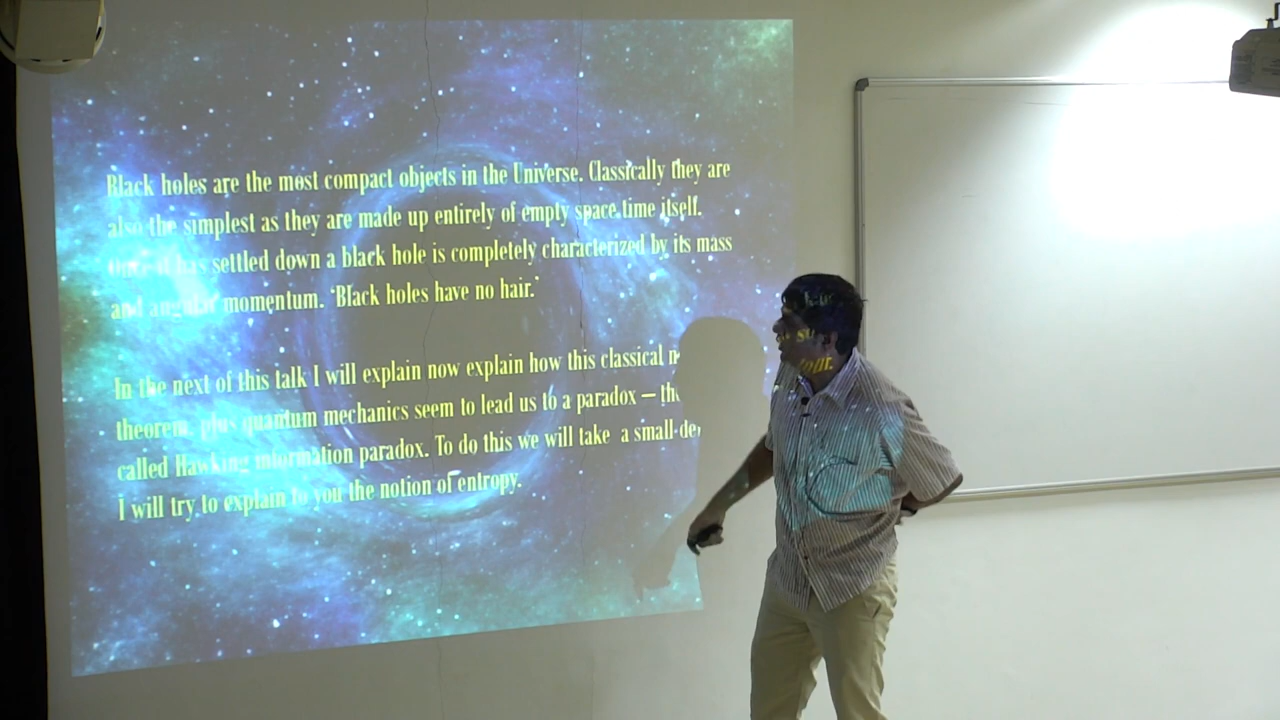 Black holes are the most compact objects in the Universe. Classically they are
also the simplest as they are made up entirely of empty space time itself.
Once it has settled down a black hole is completely characterized by its mass
and angular momentum. 'Black holes have no hair.'
In the next of this talk I will explain now explain how this classical
theorem, plus quantum mechanics seem to lead us to a paradox – the
called Hawking information paradox. To do this we will take a small
I will try to explain to you the notion of entropy.